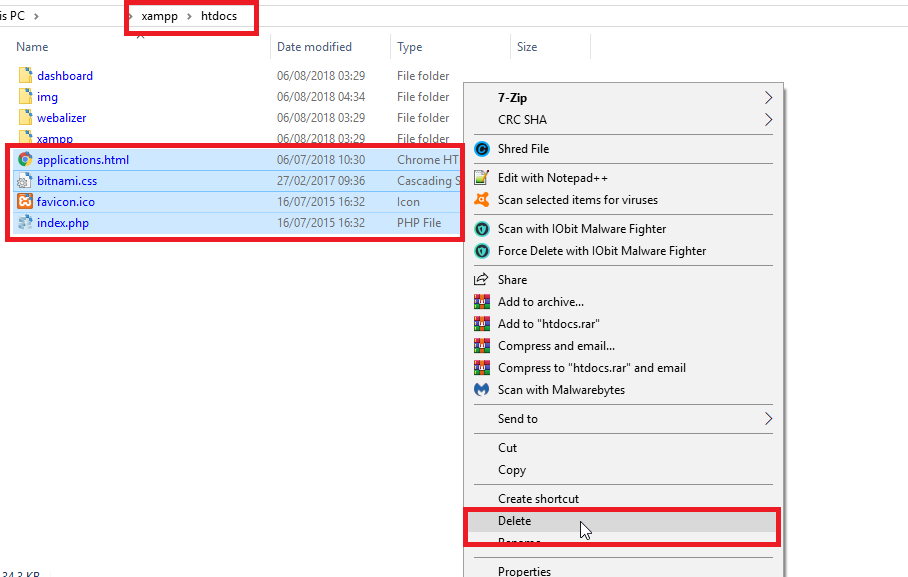 is PC > > xampp > htdocs
Name Date modified Type Size
dashboard 06/08/2018 03:29 File folder
img 06/08/2018 04:34 File folder
webalizer 06/08/2018 03:29 File folder
xampp 06/08/2018 03:29 File folder
applications.html 06/07/2018 10:30 Chrome HT
bitnami.css 27/02/2017 09:36 Cascading S
favicon.ico 16/07/2015 16:32 Icon
index.php 16/07/2015 16:32 PHP File
7-Zip
CRC SHA
Shred File
Edit with Notepad++
Scan selected items for viruses
Scan with IObit Malware Fighter
Force Delete with IObit Malware Fighter
Share
Add to archive...
Add to "htdocs.rar"
Compress and email...
Compress to "htdocs.rar" and email
Scan with Malwarebytes
Send to
Cut
Copy
Create shortcut
Delete
Rename
Properties
34.3 KB